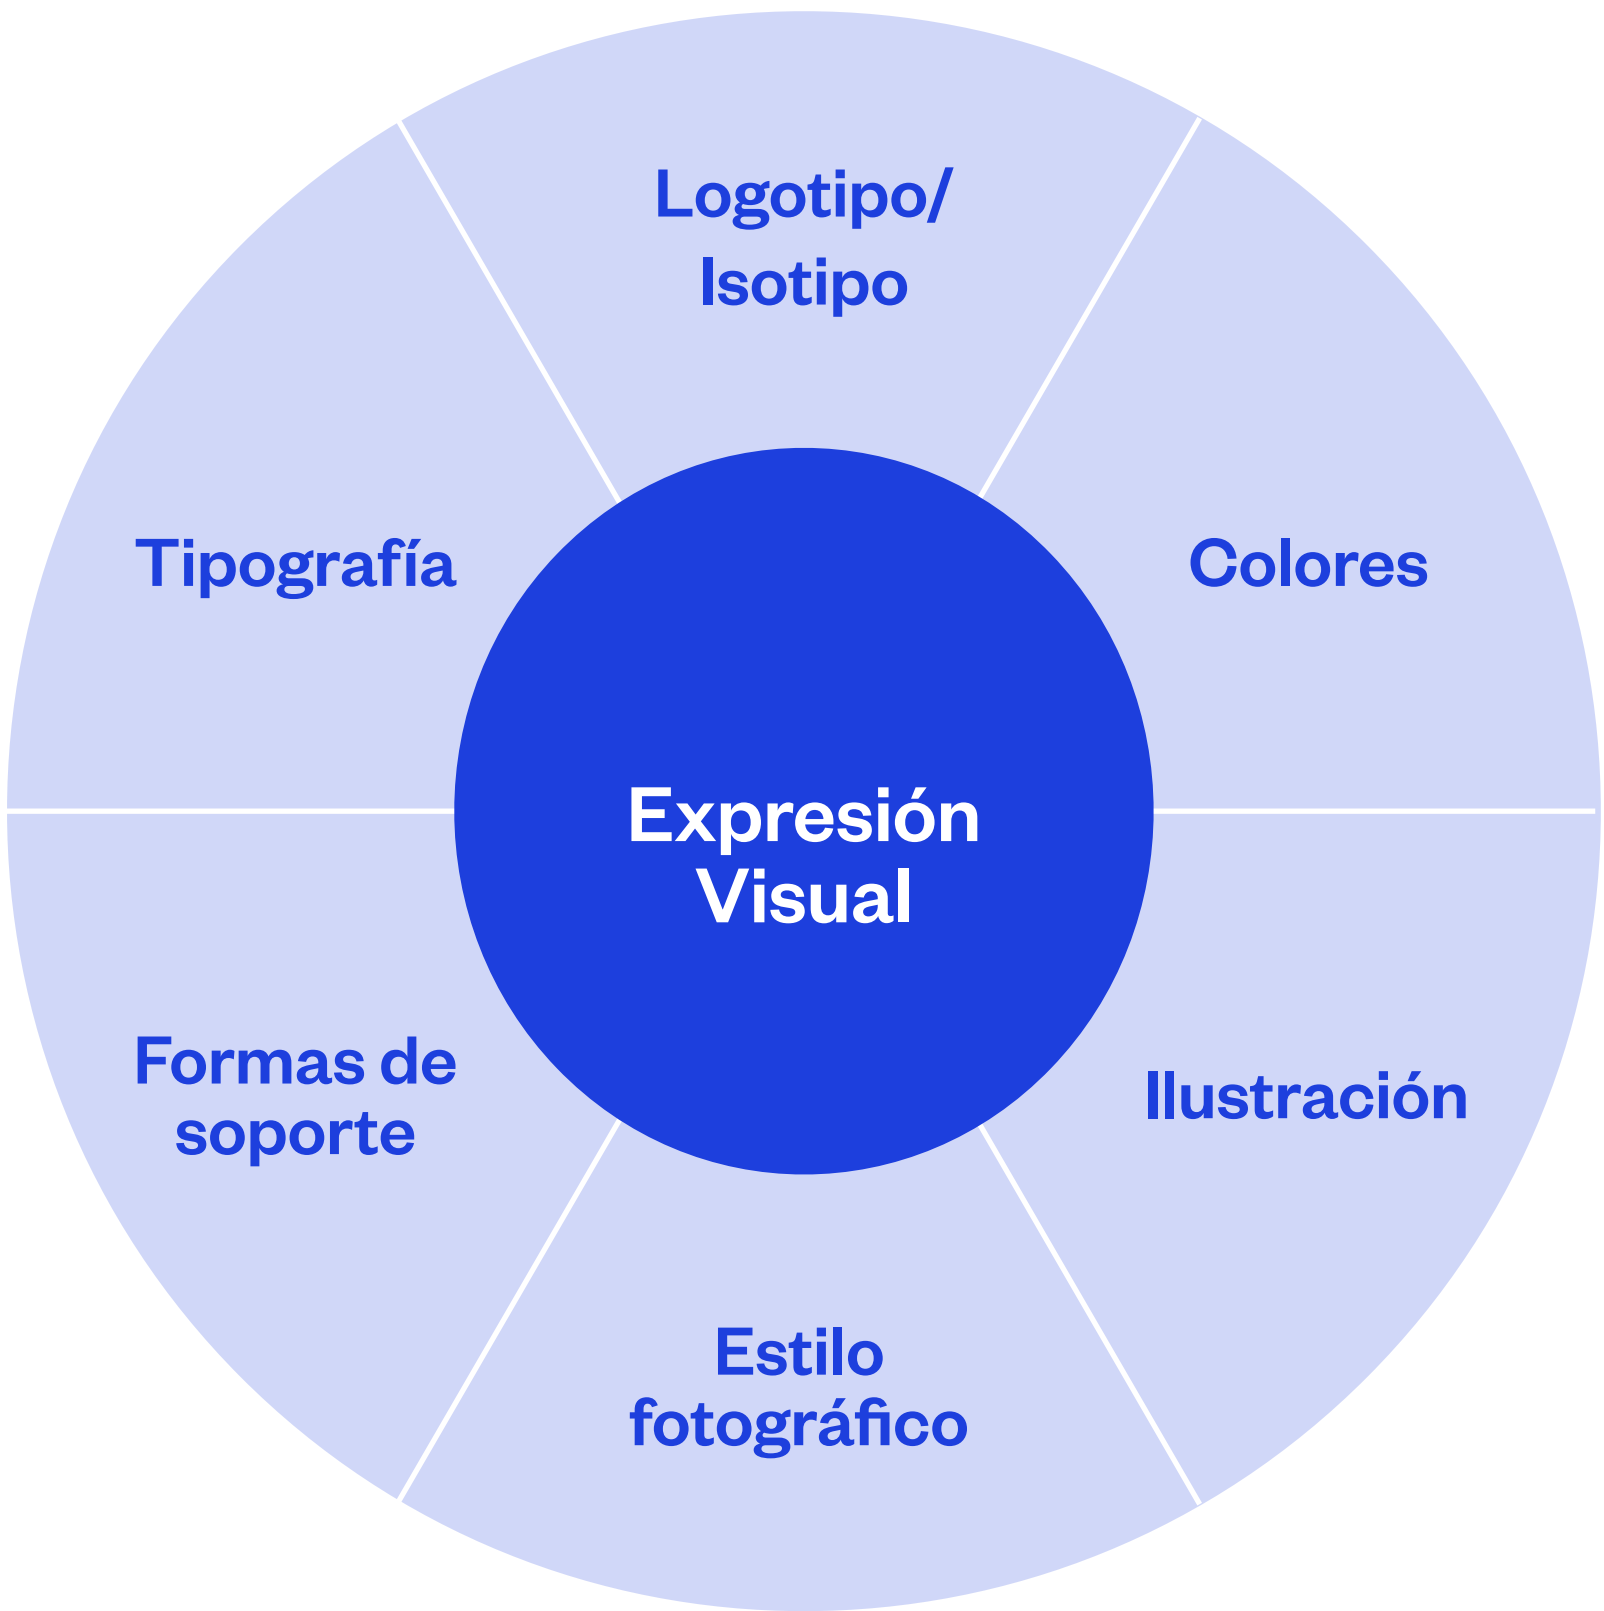 Logotipo/
Isotipo
Tipografía
Colores
Expresión
Visual
Formas de
soporte
Ilustración
Estilo
fotográfico